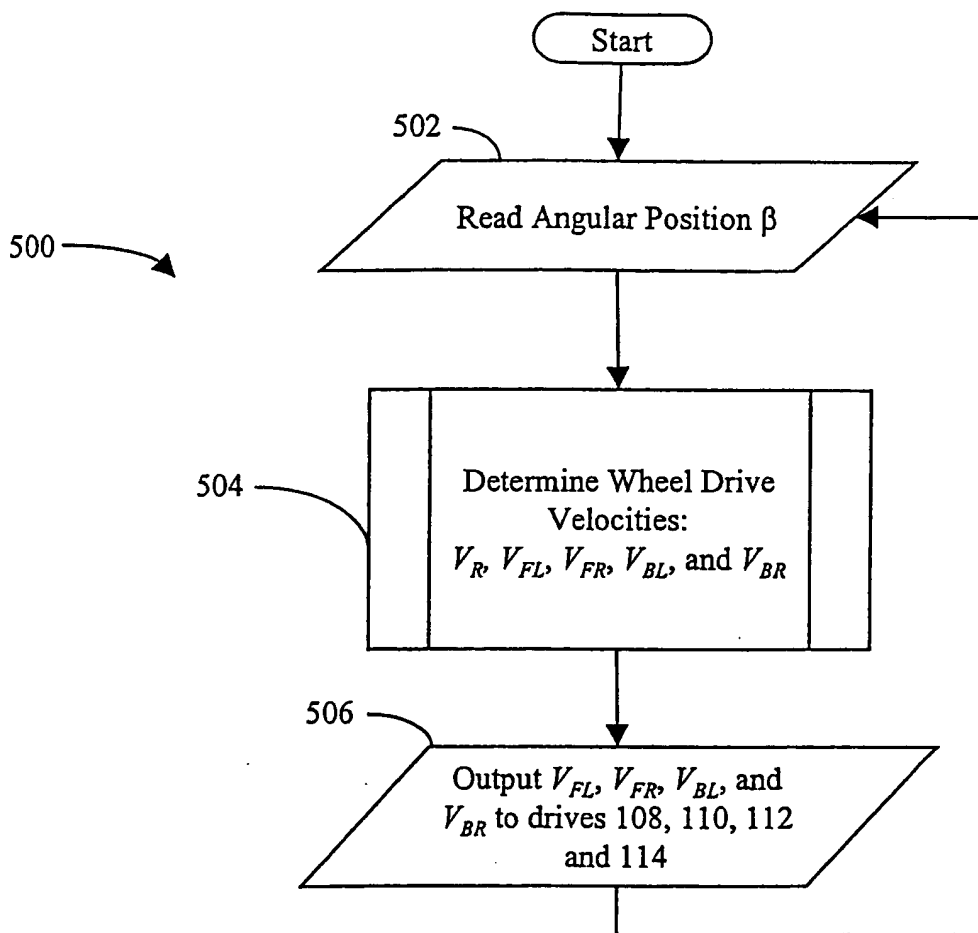 Start
502
Read Angular Position β
500
504
Determine Wheel Drive
Velocities:
V_R, V_FL, V_FR, V_BL, and V_BR
506
Output V_FL, V_FR, V_BL, and
V_BR to drives 108, 110, 112
and 114